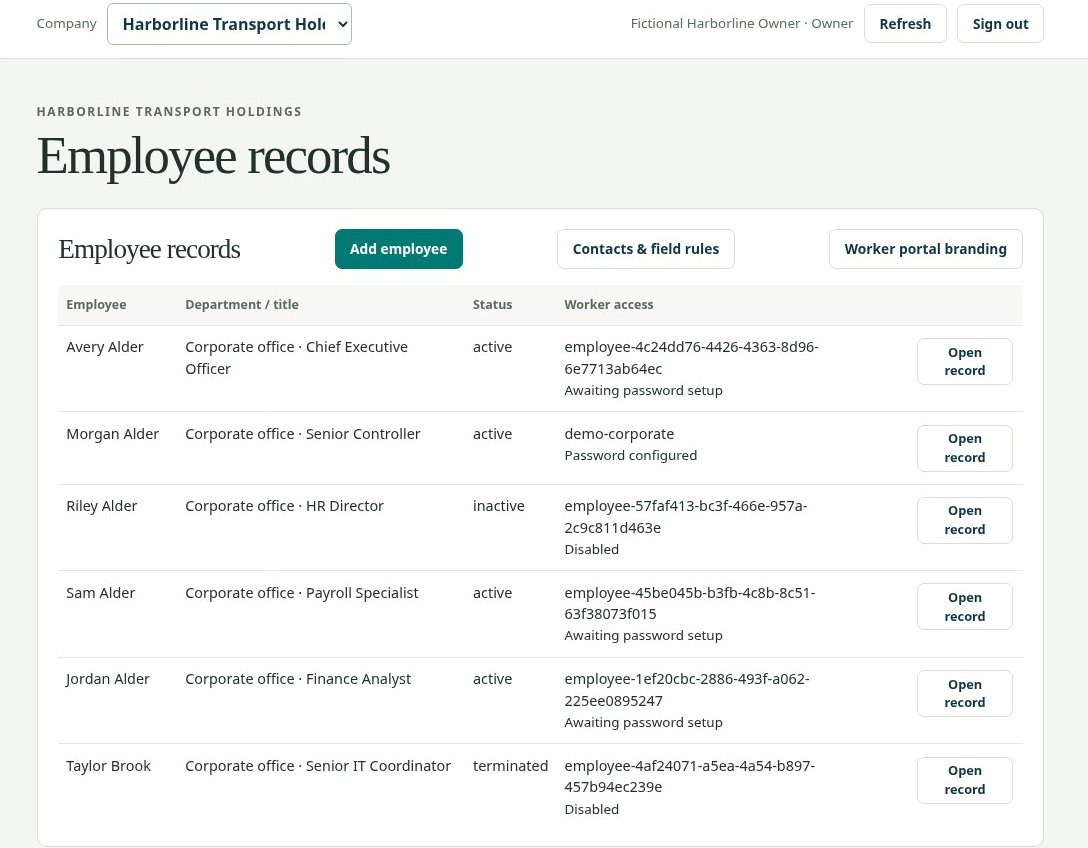 Company Harborline Transport Hol Fictional Harborline Owner · Owner Refresh Sign out
HARBORLINE TRANSPORT HOLDINGS
Employee records
Employee records Add employee Contacts & field rules Worker portal branding
Employee Department / title Status Worker access
Avery Alder Corporate office · Chief Executive active employee-4c24dd76-4426-4363-8d96- Open
Officer 6e7713ab64ec record
Awaiting password setup
Morgan Alder Corporate office · Senior Controller active demo-corporate Open
Password configured record
Riley Alder Corporate office · HR Director inactive employee-57faf413-bc3f-466e-957a- Open
2c9c811d463e record
Disabled
Sam Alder Corporate office · Payroll Specialist active employee-45be045b-b3fb-4c8b-8c51- Open
63f38073f015 record
Awaiting password setup
Jordan Alder Corporate office · Finance Analyst active employee-1ef20cbc-2886-493f-a062- Open
225ee0895247 record
Awaiting password setup
Taylor Brook Corporate office · Senior IT Coordinator terminated employee-4af24071-a5ea-4a54-b897- Open
457b94ec239e record
Disabled